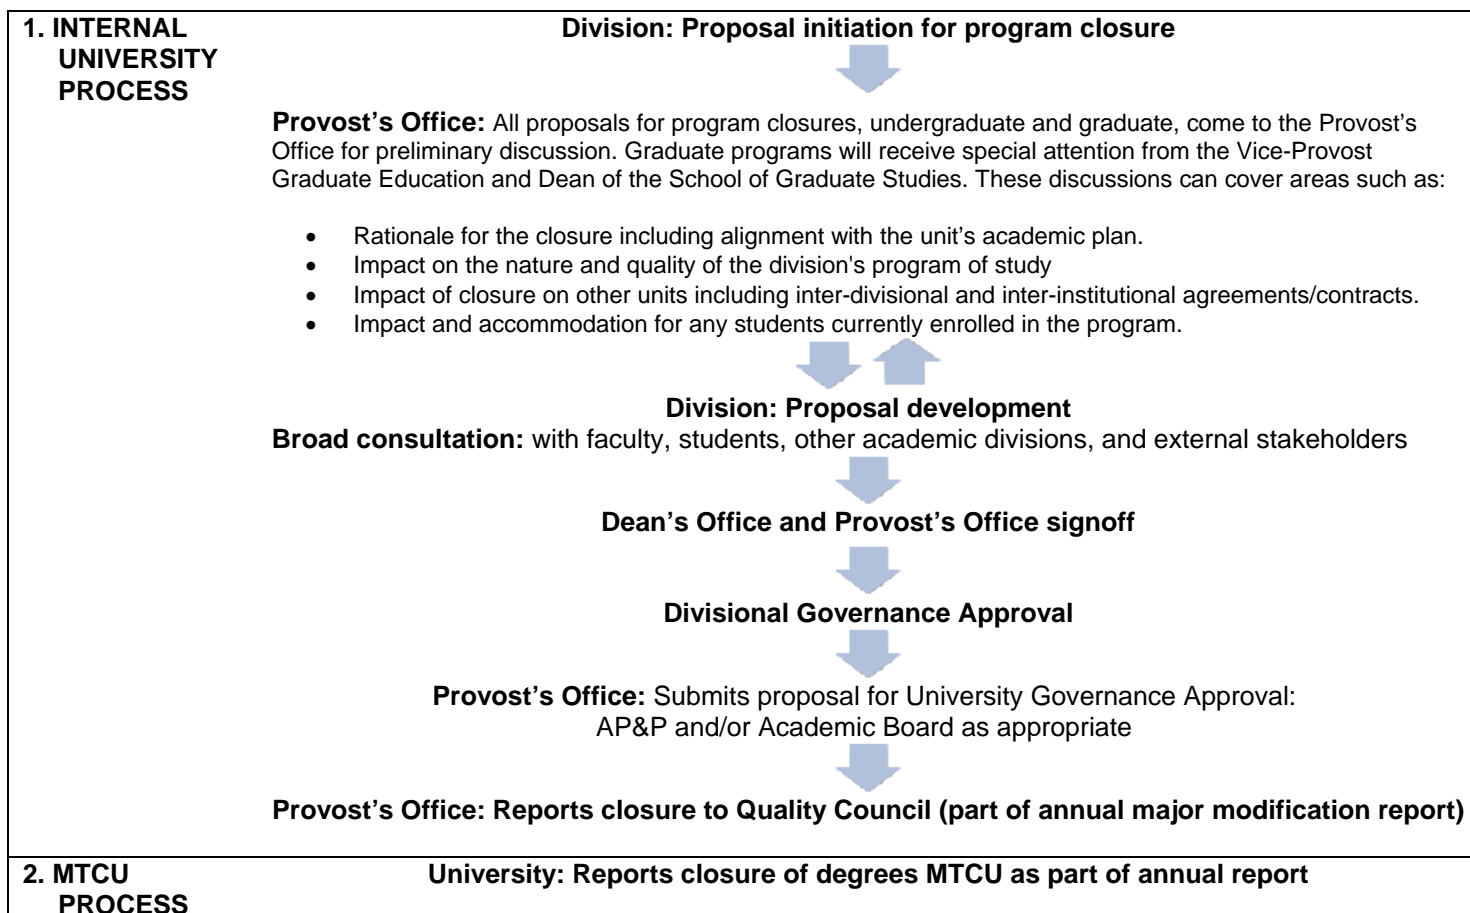 1. INTERNAL
UNIVERSITY
PROCESS
Division: Proposal initiation for program closure
Provost’s Office: All proposals for program closures, undergraduate and graduate, come to the Provost’s
Office for preliminary discussion. Graduate programs will receive special attention from the Vice-Provost
Graduate Education and Dean of the School of Graduate Studies. These discussions can cover areas such as:
• Rationale for the closure including alignment with the unit’s academic plan.
• Impact on the nature and quality of the division's program of study
• Impact of closure on other units including inter-divisional and inter-institutional agreements/contracts.
• Impact and accommodation for any students currently enrolled in the program.
Division: Proposal development
Broad consultation: with faculty, students, other academic divisions, and external stakeholders
Dean’s Office and Provost’s Office signoff
Divisional Governance Approval
Provost’s Office: Submits proposal for University Governance Approval:
AP&P and/or Academic Board as appropriate
Provost’s Office: Reports closure to Quality Council (part of annual major modification report)
2. MTCU
PROCESS
University: Reports closure of degrees MTCU as part of annual report